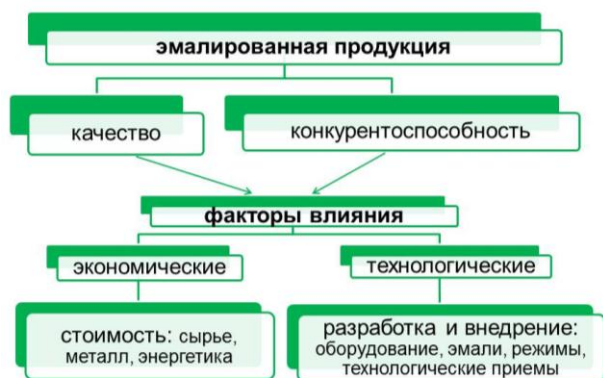 эмалированная продукция
качество
конкурентоспособность
факторы влияния
экономические
технологические
стоимость: сырье,
металл, энергетика
разработка и внедрение:
оборудование, эмали, режимы,
технологические приемы